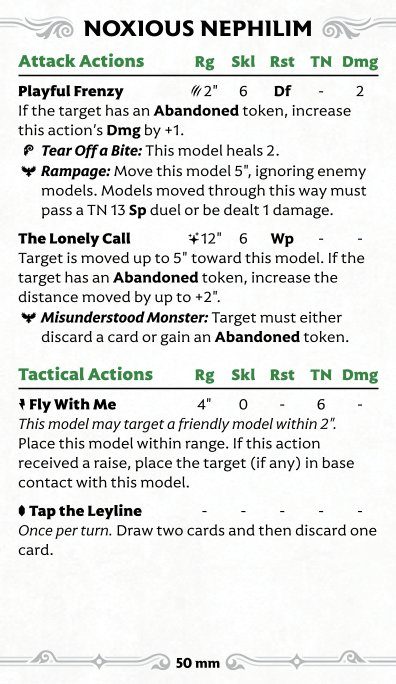 NOXIOUS NEPHILIM
Attack Actions Rg Skl Rst TN Dmg
Playful Frenzy 2" 6 Df - 2
If the target has an Abandoned token, increase
this action's Dmg by +1.
Tear Off a Bite: This model heals 2.
Rampage: Move this model 5", ignoring enemy
models. Models moved through this way must
pass a TN 13 Sp duel or be dealt 1 damage.
The Lonely Call 12" 6 Wp - -
Target is moved up to 5" toward this model. If the
target has an Abandoned token, increase the
distance moved by up to +2".
Misunderstood Monster: Target must either
discard a card or gain an Abandoned token.
Tactical Actions Rg Skl Rst TN Dmg
Fly With Me 4" 0 - 6 -
This model may target a friendly model within 2".
Place this model within range. If this action
received a raise, place the target (if any) in base
contact with this model.
Tap the Leyline - - - - -
Once per turn. Draw two cards and then discard one
card.
50 mm